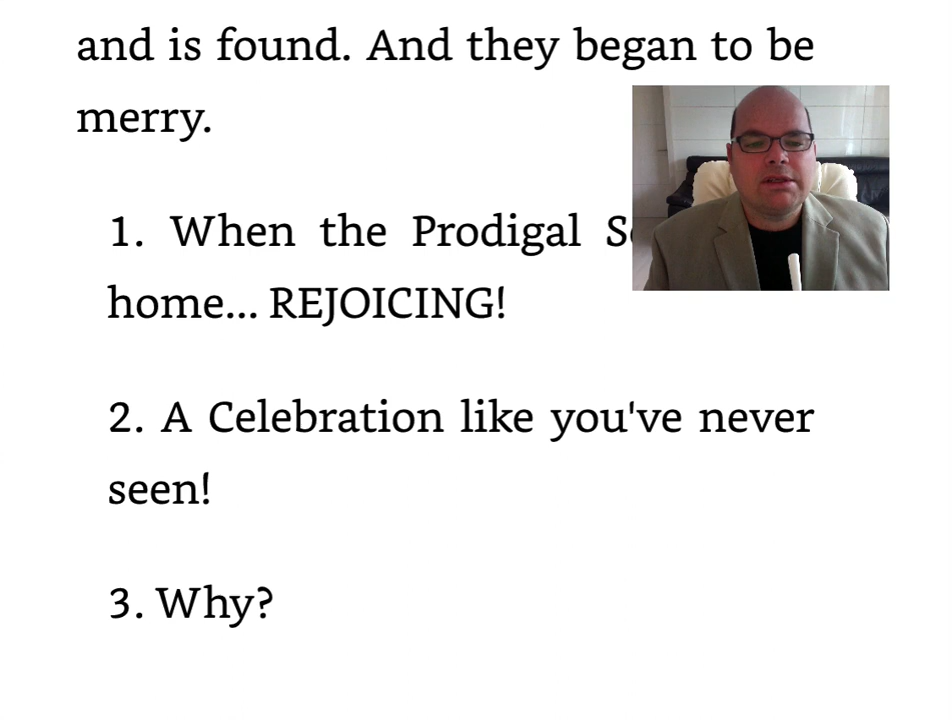 and is found. And they began to be
merry.
1. When the Prodigal
home... REJOICING!
2. A Celebration like you've never
seen!
3. Why?